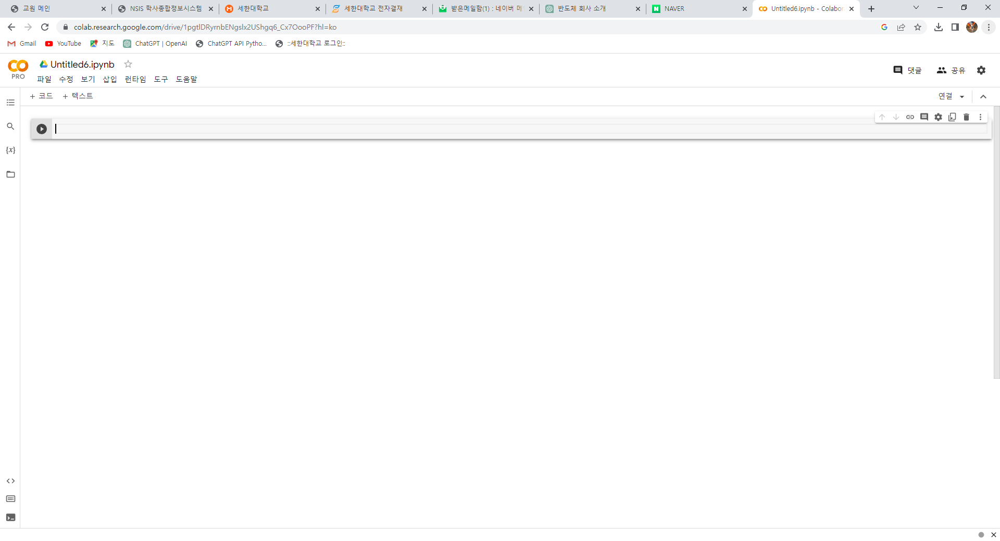 교원 메인
NSIS 학사종합정보시스템
세한대학교
세한대학교 전자결재
받은메일함(1) : 네이버 메
반도체 회사 소개
NAVER
Untitled6.ipynb - Colabor
colab.research.google.com/drive/1pgtIDRyrnbENgslx2UShgq6_Cx7OooPF?hl=ko
Gmail
YouTube
지도
ChatGPT | OpenAI
ChatGPT API Pytho...
::세한대학교 로그인::
CO PRO
Untitled6.ipynb
댓글
공유
파일 수정 보기 삽입 런타임 도구 도움말
+ 코드 + 텍스트
연결
{x}